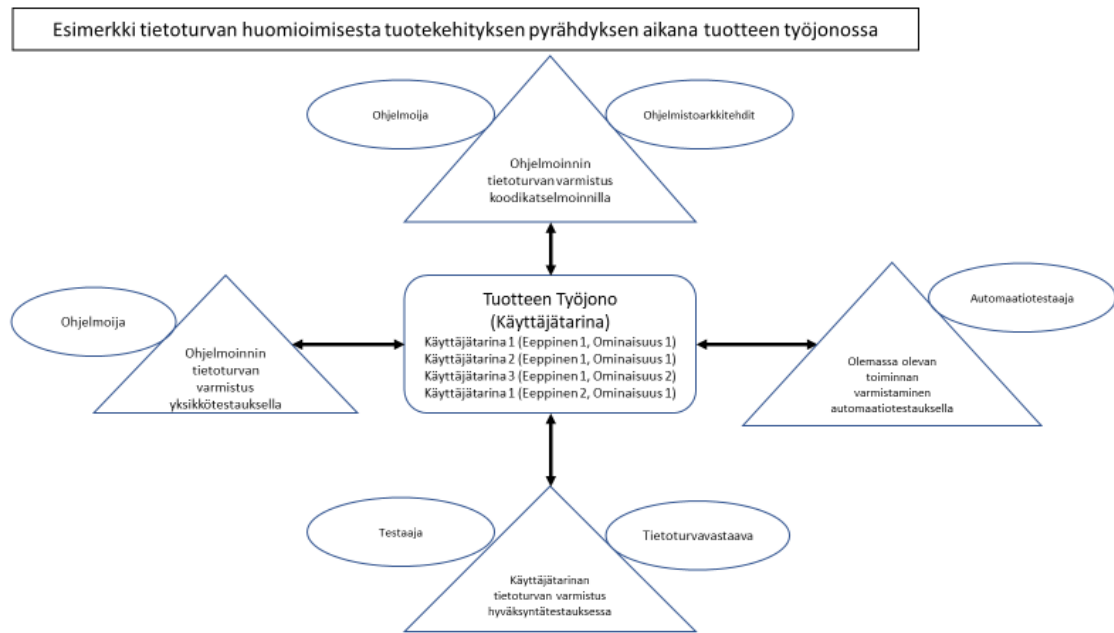 Esimerkki tietoturvan huomioimisesta tuotekehityksen pyrähdyksen aikana tuotteen työjonossa
Ohjelmoija
Ohjelmistoarkkitehdit
Ohjelmoinnin
tietoturvan varmistus
koodikatselmoinnilla
Ohjelmoija
Ohjelmoinnin
tietoturvan
varmistus
yksikkötestauksella
Tuotteen Työjono
(Käyttäjätarina)
Käyttäjätarina 1 (Eeppinen 1, Ominaisuus 1)
Käyttäjätarina 2 (Eeppinen 1, Ominaisuus 1)
Käyttäjätarina 3 (Eeppinen 1, Ominaisuus 2)
Käyttäjätarina 1 (Eeppinen 2, Ominaisuus 1)
Automaatiotestaaja
Olemassa olevan
toiminnan
varmistaminen
automaatiotestauksella
Testaaja
Tietoturvavastaava
Käyttäjätarinan
tietoturvan varmistus
hyväksyntätestauksessa